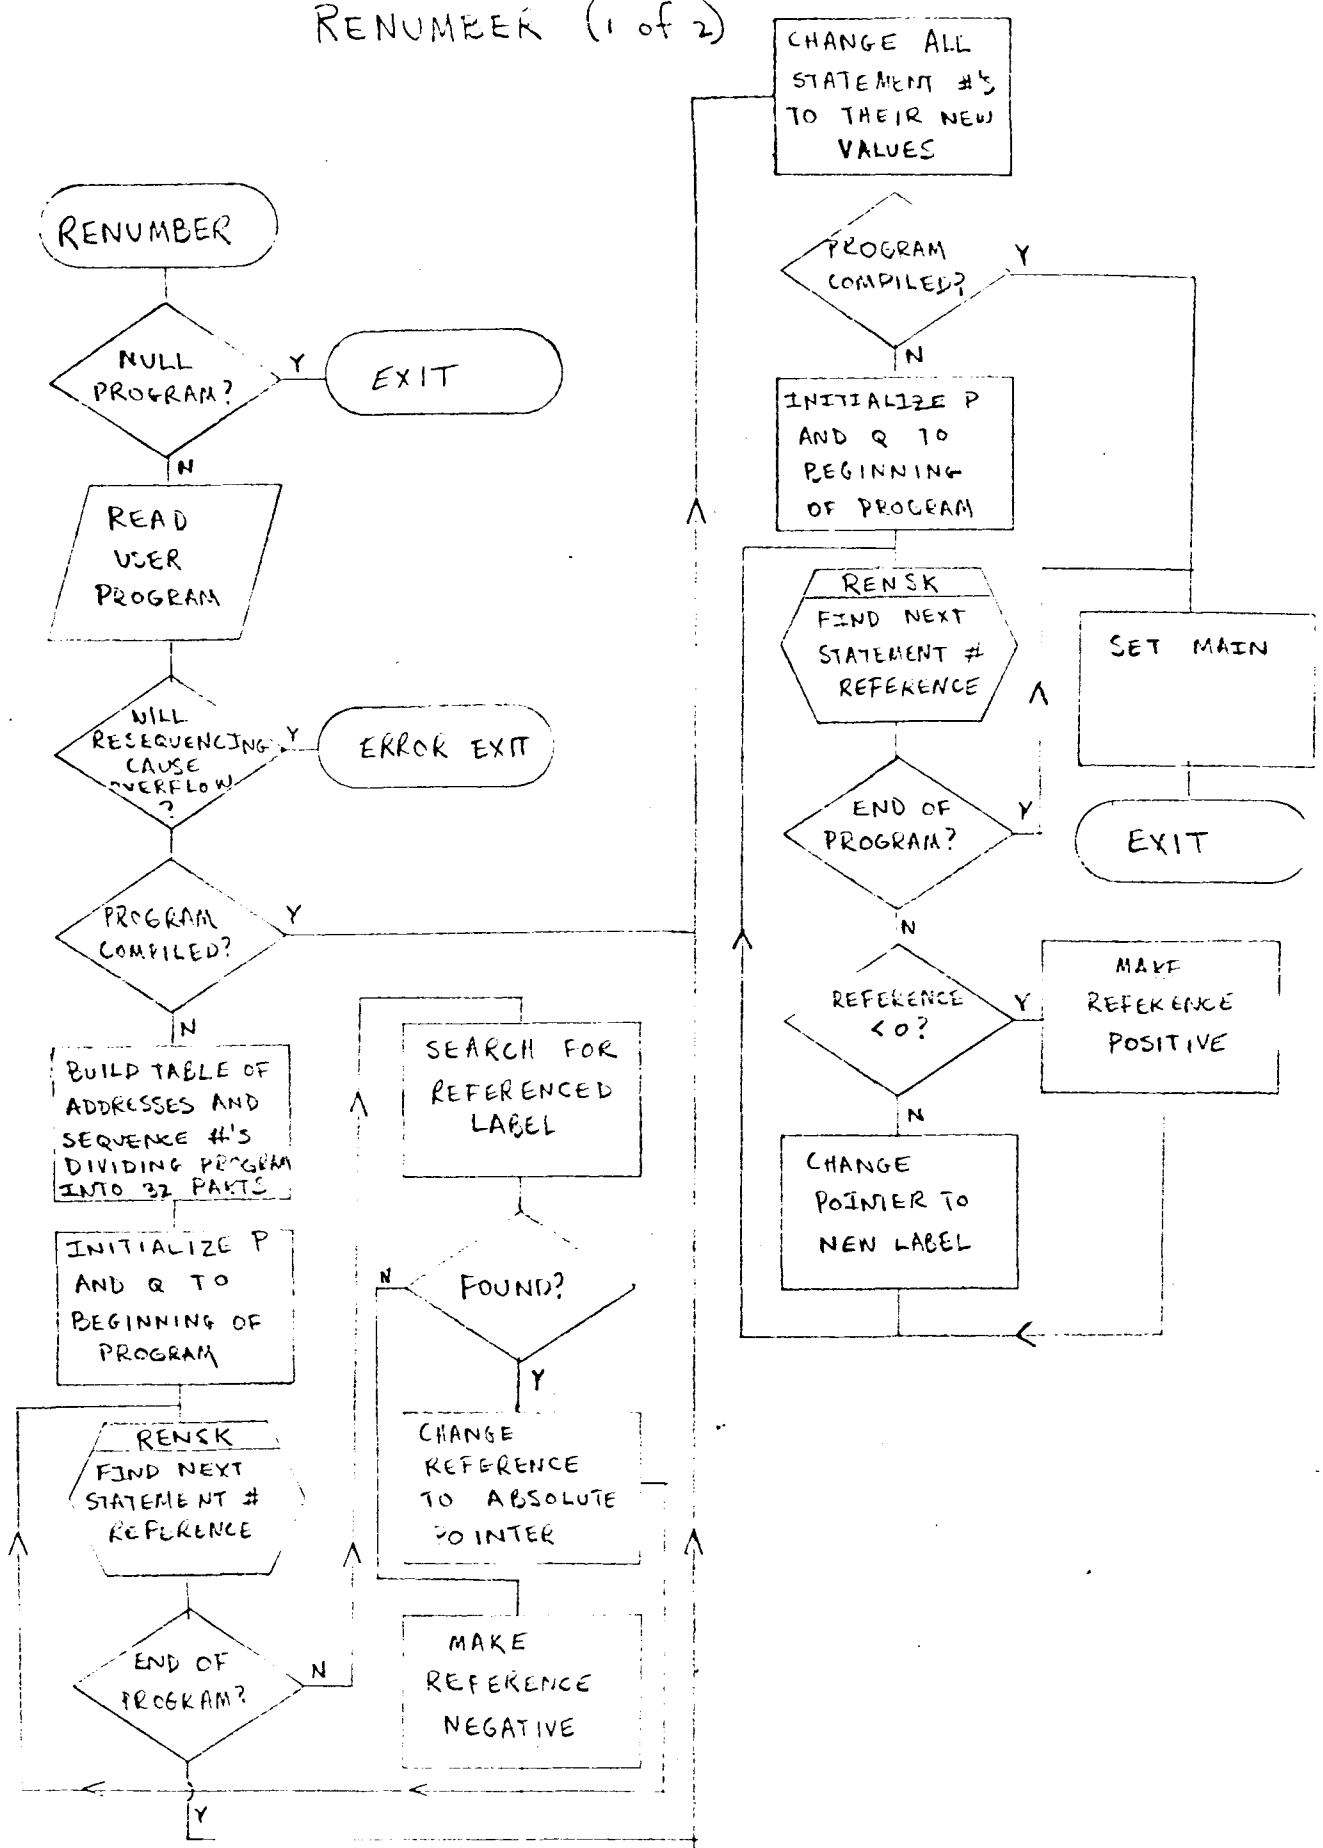 RENUMBER (1 of 2)
RENUMBER
NULL
PROGRAM?
Y
EXIT
N
READ
USER
PROGRAM
WILL
RESEQUENCING
CAUSE
OVERFLOW
?
Y
ERROR EXIT
PROGRAM
COMPILED?
Y
N
BUILD TABLE OF
ADDRESSES AND
SEQUENCE #'S
DIVIDING PROGRAM
INTO 32 PARTS
INITIALIZE P
AND Q TO
BEGINNING OF
PROGRAM
RENSK
FIND NEXT
STATEMENT #
REFERENCE
END OF
PROGRAM?
N
Y
SEARCH FOR
REFERENCED
LABEL
FOUND?
N
Y
CHANGE
REFERENCE
TO ABSOLUTE
POINTER
MAKE
REFERENCE
NEGATIVE
CHANGE ALL
STATEMENT #'S
TO THEIR NEW
VALUES
PROGRAM
COMPILED?
Y
N
INITIALIZE P
AND Q TO
BEGINNING
OF PROGRAM
RENSK
FIND NEXT
STATEMENT #
REFERENCE
SET MAIN
EXIT
END OF
PROGRAM?
Y
N
REFERENCE
< 0?
Y
MAKE
REFERENCE
POSITIVE
N
CHANGE
POINTER TO
NEW LABEL